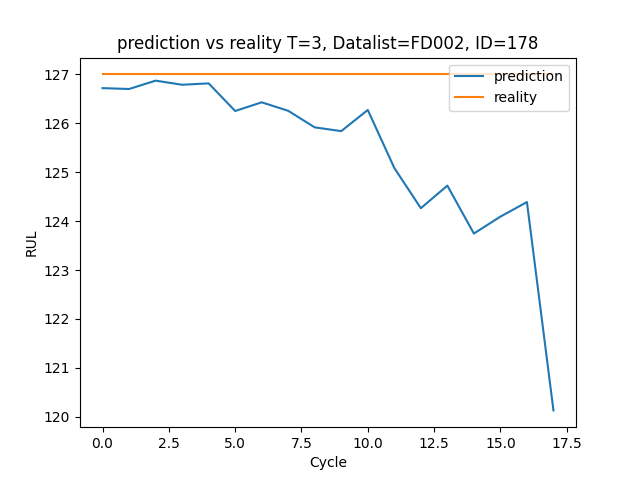 prediction vs reality T=3, Datalist=FD002, ID=178
prediction
reality
127
126
125
124
123
122
121
120
RUL
0.0 2.5 5.0 7.5 10.0 12.5 15.0 17.5
Cycle